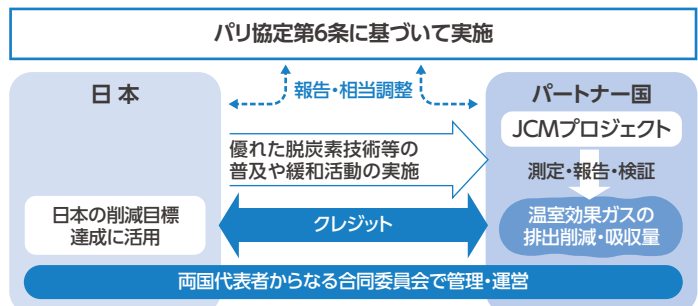 パリ協定第6条に基づいて実施
日本
報告・相当調整
パートナー国
JCMプロジェクト
優れた脱炭素技術等の
普及や緩和活動の実施
測定・報告・検証
日本の削減目標
達成に活用
クレジット
温室効果ガスの
排出削減・吸収量
両国代表者からなる合同委員会で管理・運営